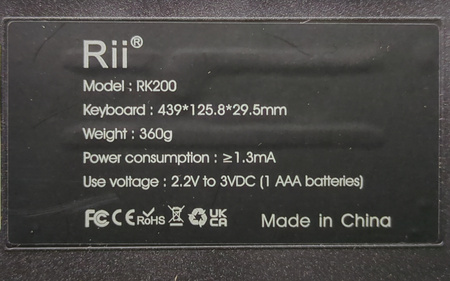 Rii®
Model : RK200
Keyboard : 439*125.8*29.5mm
Weight : 360g
Power consumption : ≥1.3mA
Use voltage : 2.2V to 3VDC (1 AAA batteries)
FC CE RoHS UK CA Made in China